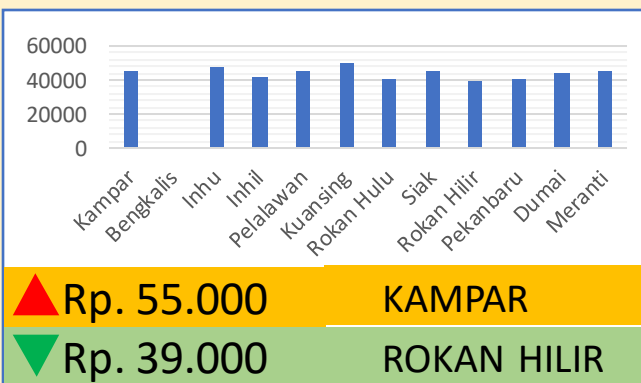 60000
40000
20000
0
Kampar
Bengkalis
Inhu
Inhil
Pelalawan
Kuansing
Rokan Hulu
Siak
Rokan Hilir
Pekanbaru
Dumai
Meranti
Rp. 55.000 KAMPAR
Rp. 39.000 ROKAN HILIR